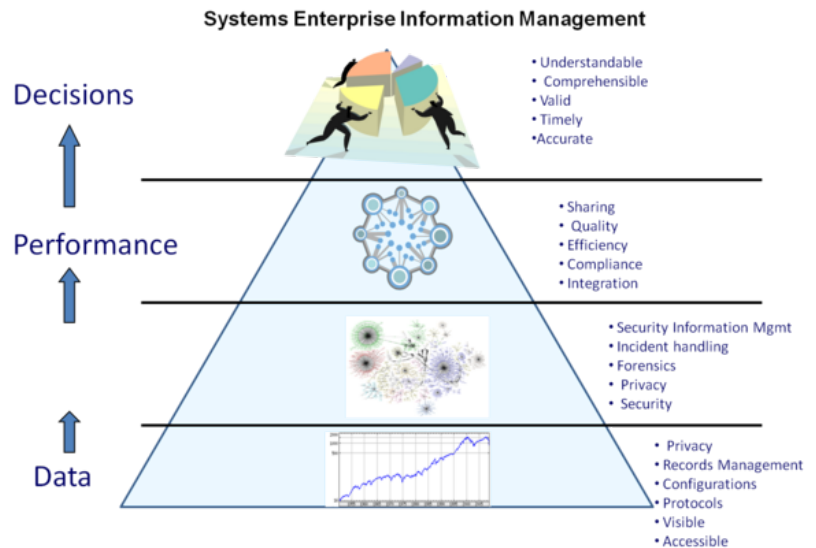 Systems Enterprise Information Management
Decisions
• Understandable
• Comprehensible
• Valid
• Timely
•Accurate
Performance
• Sharing
• Quality
• Efficiency
• Compliance
• Integration
• Security Information Mgmt
• Incident handling
• Forensics
• Privacy
• Security
Data
• Privacy
• Records Management
• Configurations
• Protocols
• Visible
• Accessible